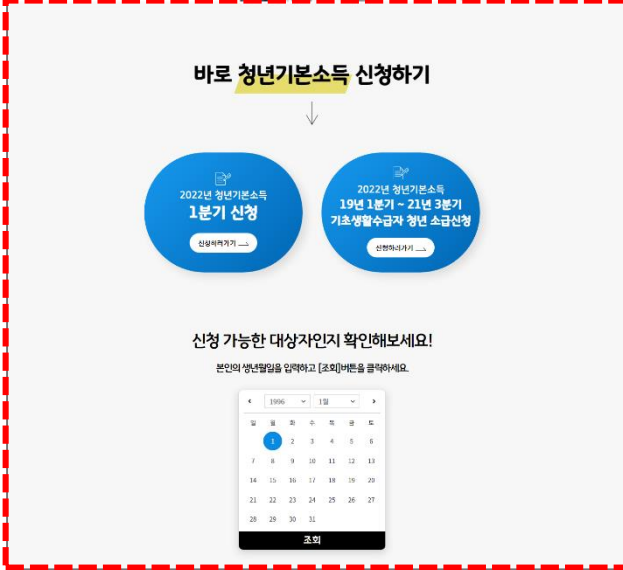 바로 청년기본소득 신청하기
2022년 청년기본소득
1분기 신청
신청하러가기
2022년 청년기본소득
19년 1분기 ~ 21년 3분기
기초생활수급자 청년 소급신청
신청하러가기
신청 가능한 대상자인지 확인해보세요!
본인의 생년월일을 입력하고 [조회]버튼을 클릭하세요.
1996 1월
일 월 화 수 목 금 토
1 2 3 4 5 6
7 8 9 10 11 12 13
14 15 16 17 18 19 20
21 22 23 24 25 26 27
28 29 30 31
조회